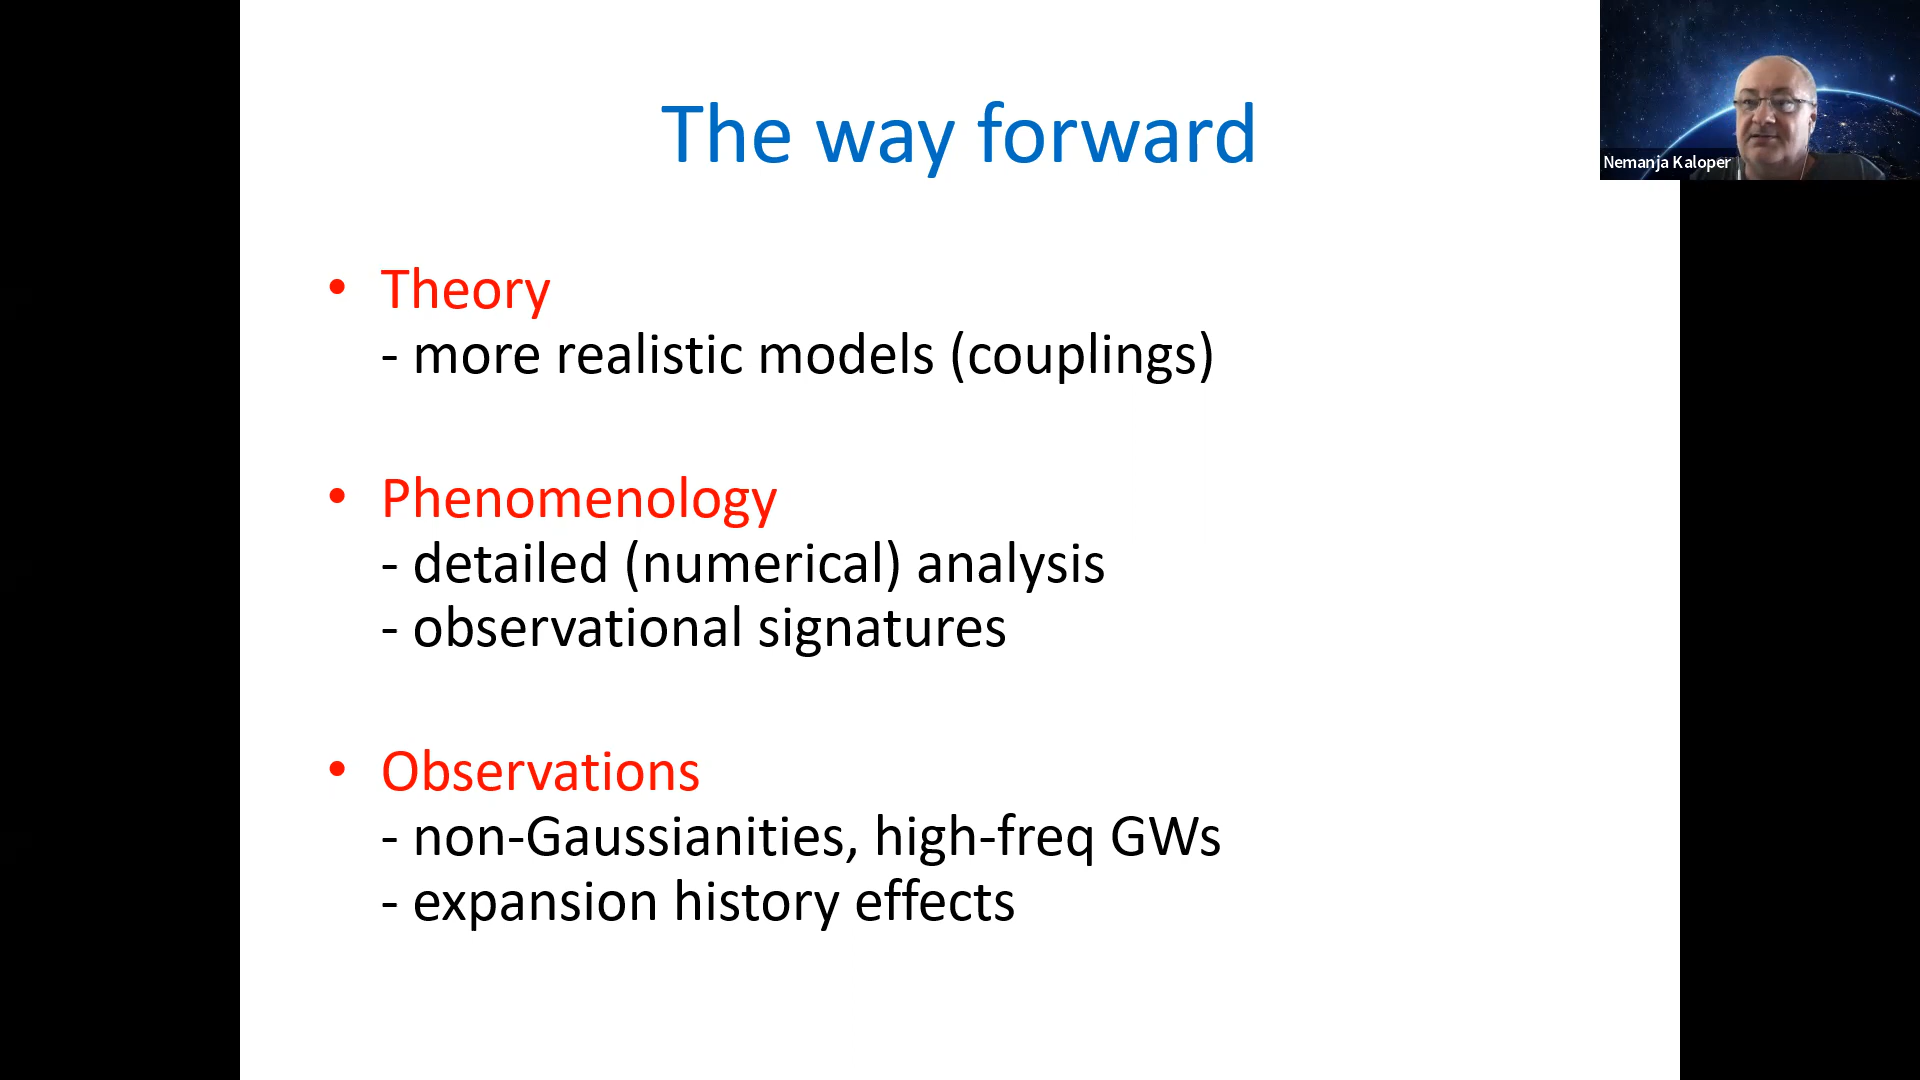 The way forward
Nemanja Kaloper
• Theory
- more realistic models (couplings)
• Phenomenology
- detailed (numerical) analysis
- observational signatures
• Observations
- non-Gaussianities, high-freq GWs
- expansion history effects